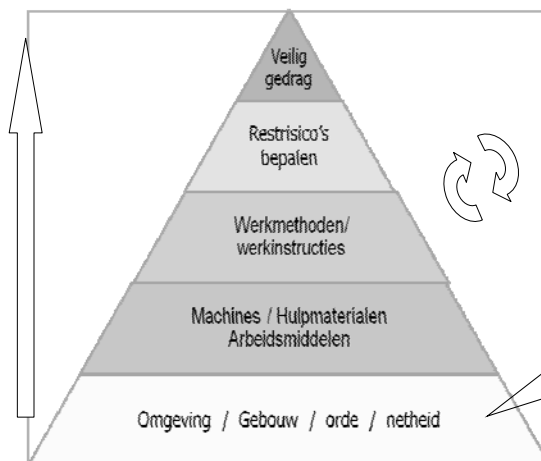 Veilig
gedrag
Restrisico's
bepalen
Werkmethoden/
werkinstructies
Machines / Hulpmaterialen
Arbeidsmiddelen
Omgeving / Gebouw / orde / netheid